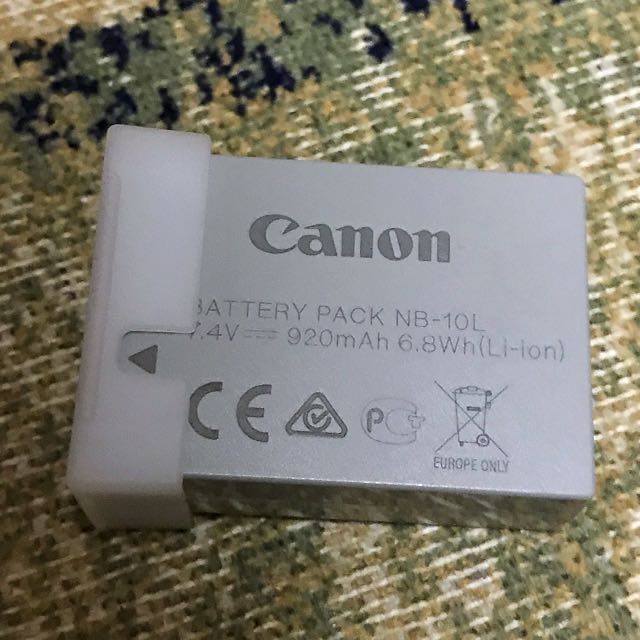 Canon
BATTERY PACK NB-10L
7.4V 920mAh 6.8Wh(Li-ion)
CE
EUROPE ONLY